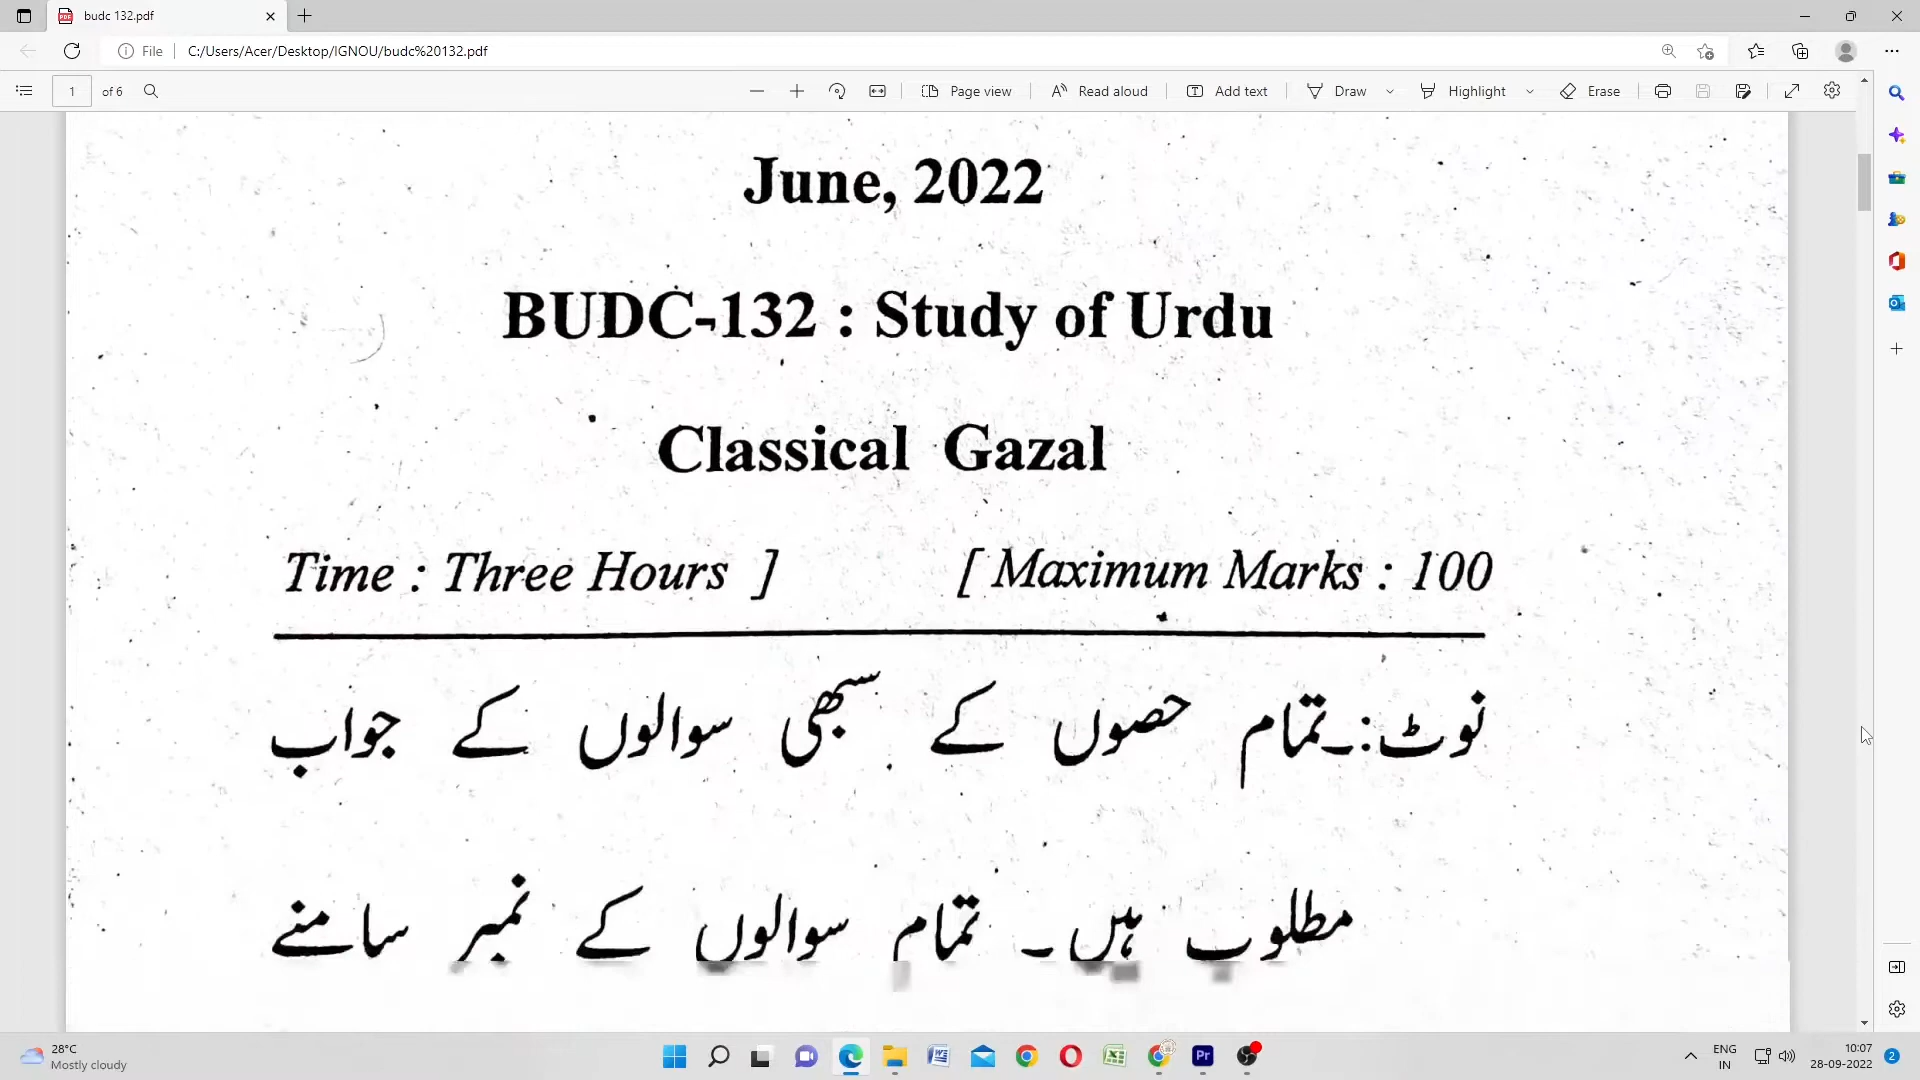 budc 132.pdf
File
C:/Users/Acer/Desktop/IGNOU/budc%20132.pdf
1 of 6
Page view
Read aloud
Add text
Draw
Highlight
Erase
June, 2022
BUDC-132 : Study of Urdu
Classical Gazal
Time : Three Hours ] [ Maximum Marks : 100
نوٹ:۔ تمام حصوں کے سبھی سوالوں کے جواب
مطلوب ہیں۔ تمام سوالوں کے نمبر سامنے
28°C
Mostly cloudy
ENG
IN
10:07
28-09-2022
2